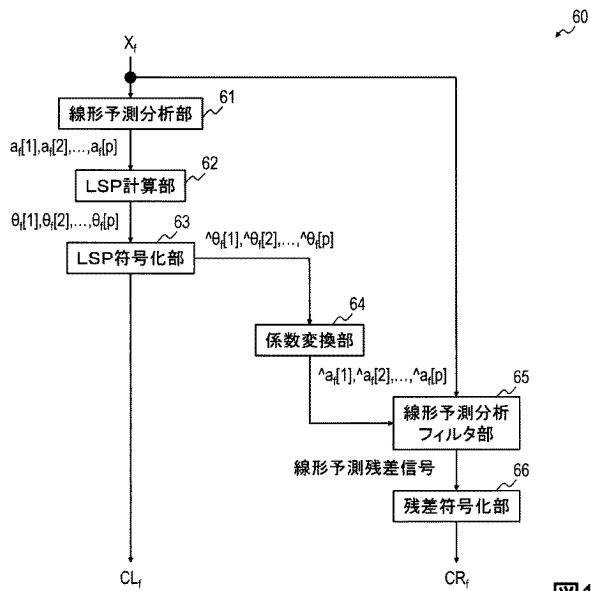 60
X_f
線形予測分析部 61
a_f[1],a_f[2],...,a_f[p]
LSP計算部 62
θ_f[1],θ_f[2],...,θ_f[p]
LSP符号化部 63
^θ_f[1],^θ_f[2],...,^θ_f[p]
係数変換部 64
^a_f[1],^a_f[2],...,^a_f[p]
線形予測分析 65
フィルタ部
線形予測残差信号
残差符号化部 66
CL_f
CR_f
図1